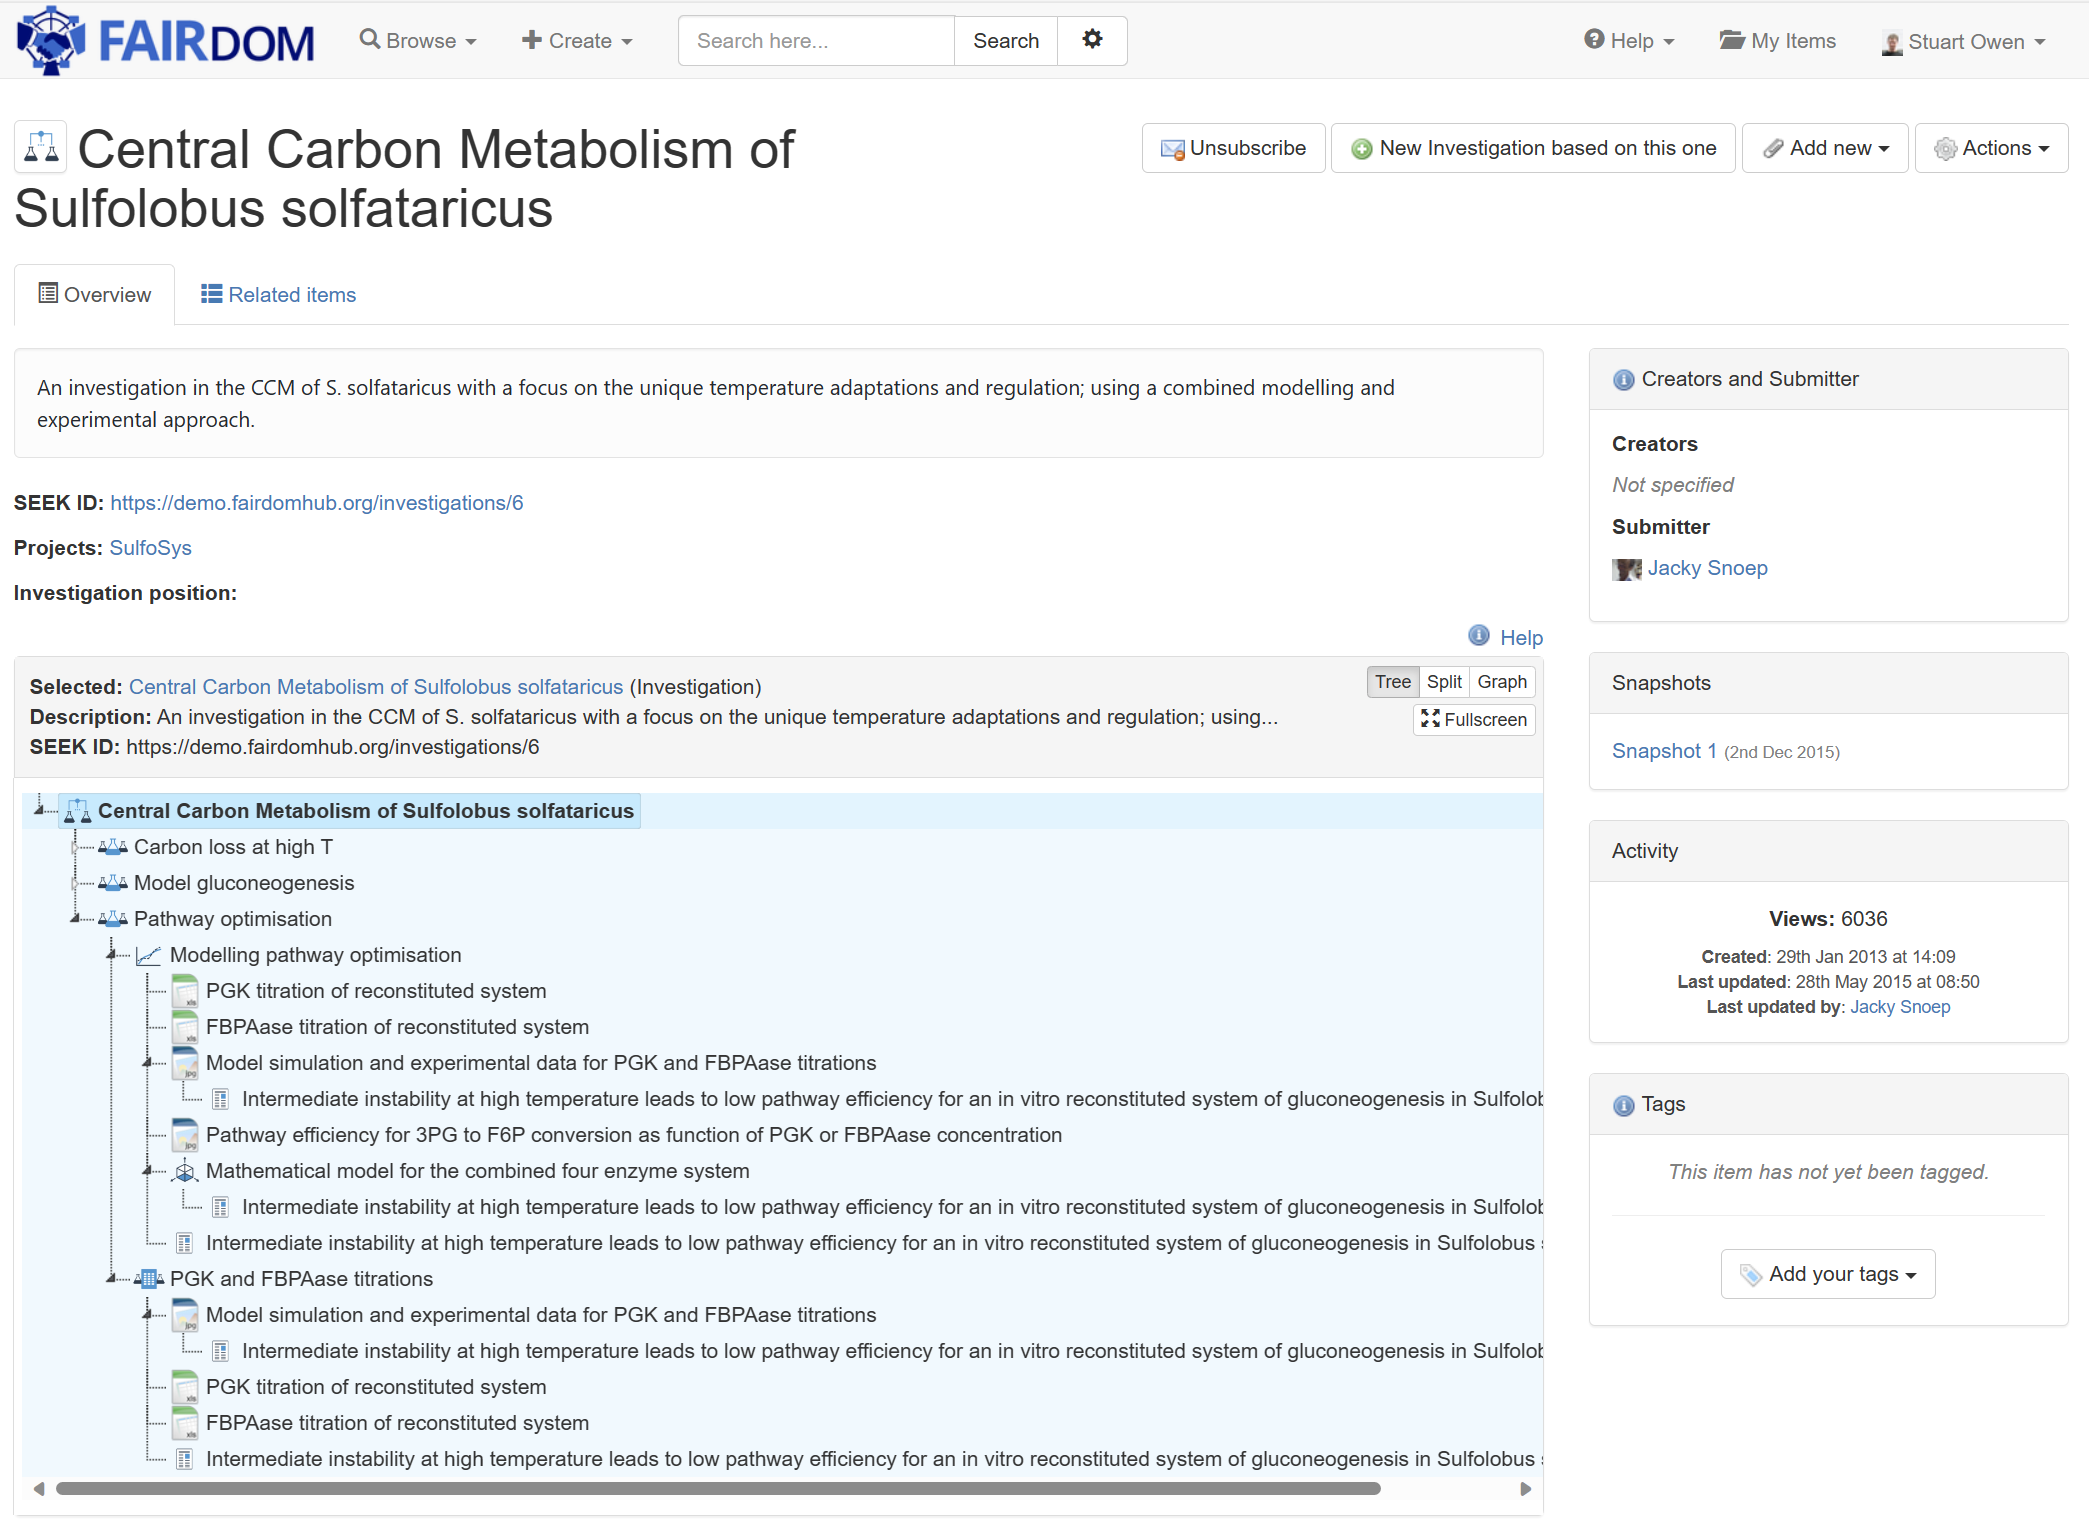 FAIRDOM
Browse
Create
Search here...
Search
Help
My Items
Stuart Owen
Central Carbon Metabolism of
Sulfolobus solfataricus
Unsubscribe
New Investigation based on this one
Add new
Actions
Overview
Related items
An investigation in the CCM of S. solfataricus with a focus on the unique temperature adaptations and regulation; using a combined modelling and
experimental approach.
SEEK ID: https://demo.fairdomhub.org/investigations/6
Projects: SulfoSys
Investigation position:
Help
Selected: Central Carbon Metabolism of Sulfolobus solfataricus (Investigation)
Description: An investigation in the CCM of S. solfataricus with a focus on the unique temperature adaptations and regulation; using...
SEEK ID: https://demo.fairdomhub.org/investigations/6
Tree
Split
Graph
Fullscreen
Central Carbon Metabolism of Sulfolobus solfataricus
Carbon loss at high T
Model gluconeogenesis
Pathway optimisation
Modelling pathway optimisation
xls PGK titration of reconstituted system
xls FBPAase titration of reconstituted system
jpg Model simulation and experimental data for PGK and FBPAase titrations
Intermediate instability at high temperature leads to low pathway efficiency for an in vitro reconstituted system of gluconeogenesis in Sulfolob
jpg Pathway efficiency for 3PG to F6P conversion as function of PGK or FBPAase concentration
Mathematical model for the combined four enzyme system
Intermediate instability at high temperature leads to low pathway efficiency for an in vitro reconstituted system of gluconeogenesis in Sulfolob
Intermediate instability at high temperature leads to low pathway efficiency for an in vitro reconstituted system of gluconeogenesis in Sulfolobus
PGK and FBPAase titrations
jpg Model simulation and experimental data for PGK and FBPAase titrations
Intermediate instability at high temperature leads to low pathway efficiency for an in vitro reconstituted system of gluconeogenesis in Sulfolob
xls PGK titration of reconstituted system
xls FBPAase titration of reconstituted system
Intermediate instability at high temperature leads to low pathway efficiency for an in vitro reconstituted system of gluconeogenesis in Sulfolobus
Creators and Submitter
Creators
Not specified
Submitter
Jacky Snoep
Snapshots
Snapshot 1 (2nd Dec 2015)
Activity
Views: 6036
Created: 29th Jan 2013 at 14:09
Last updated: 28th May 2015 at 08:50
Last updated by: Jacky Snoep
Tags
This item has not yet been tagged.
Add your tags